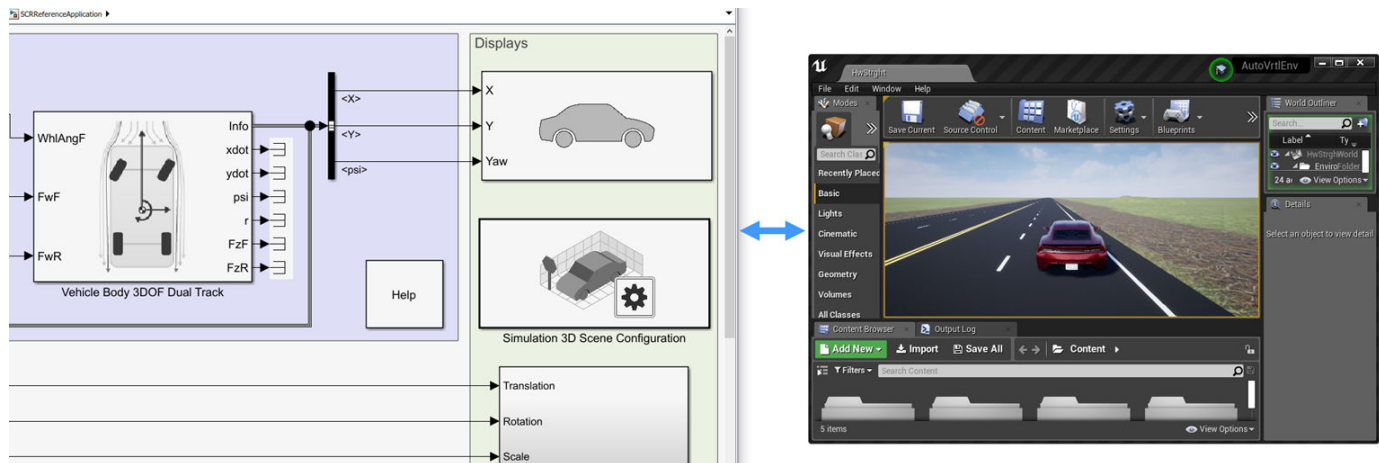 SCRReferenceApplication
Displays
WhlAngF
FwF
FwR
Info
xdot
ydot
psi
r
FzF
FzR
Vehicle Body 3DOF Dual Track
<X>
<Y>
<psi>
Help
X
Y
Yaw
Simulation 3D Scene Configuration
Translation
Rotation
Scale
HwStrght
AutoVrtlEnv
File Edit Window Help
Modes
Save Current Source Control Content Marketplace Settings Blueprints
Search Clas
Recently Placed
Basic
Lights
Cinematic
Visual Effects
Geometry
Volumes
All Classes
World Outliner
Search...
Label Ty
HwStrghWorld
EnviroFolder
24 a View Options
Details
Select an object to view detail
Content Browser Output Log
Add New Import Save All Content
Filters Search Content
5 items View Options